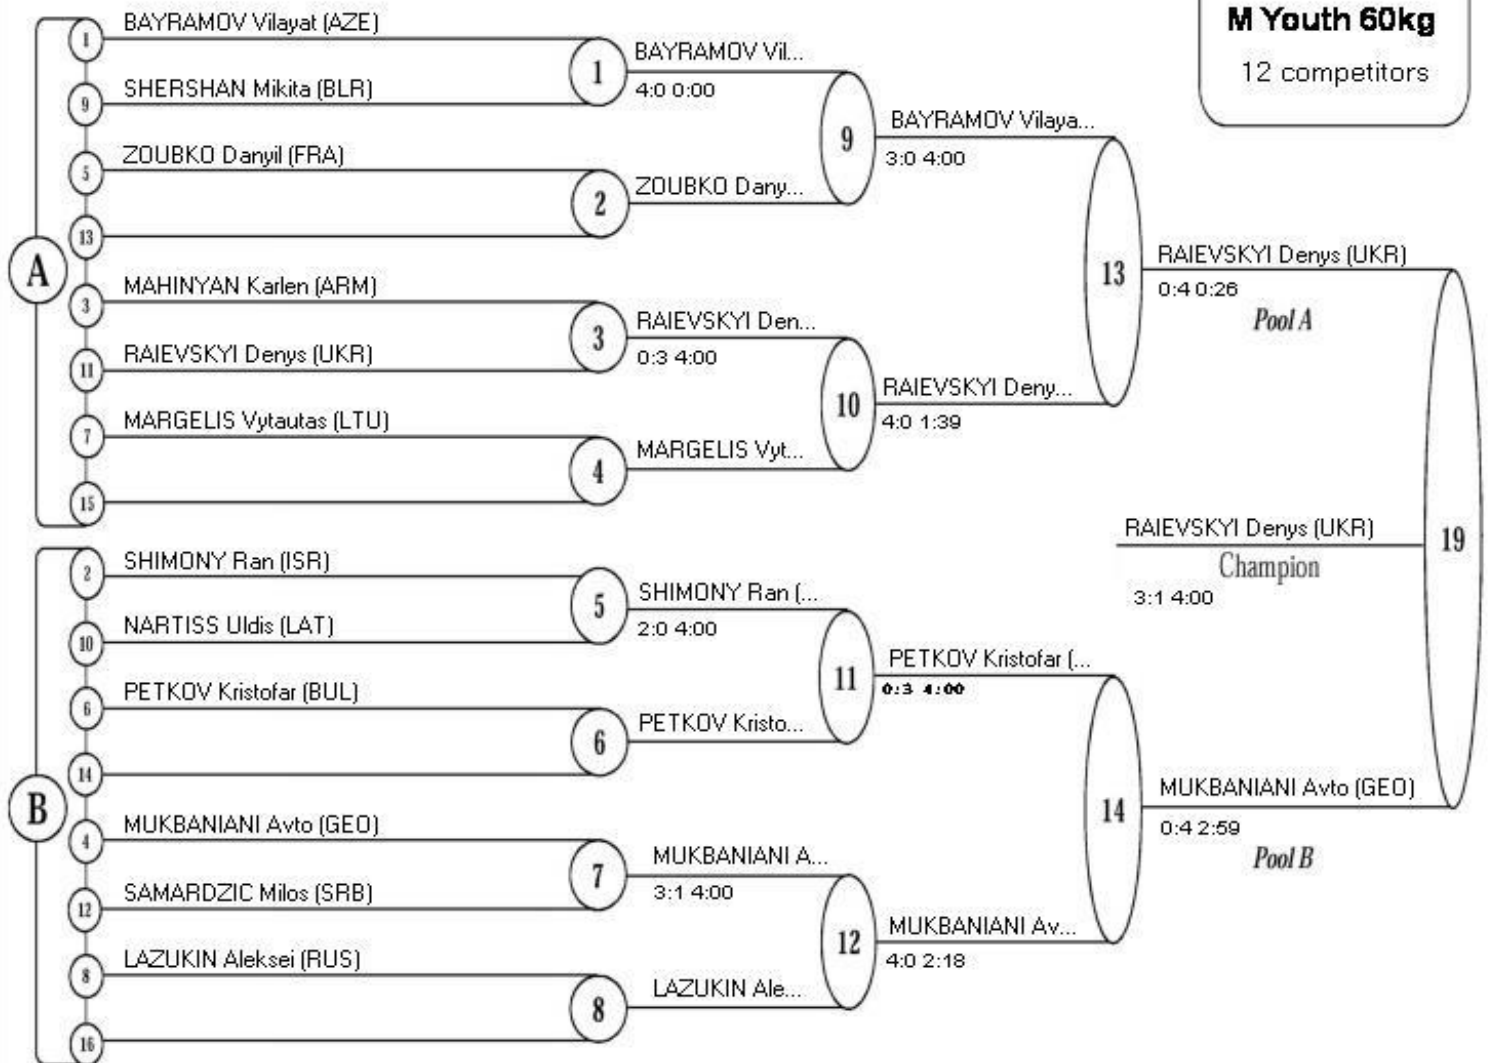 M Youth 60kg
12 competitors
A
1
BAYRAMOV Vilayat (AZE)
9
SHERSHAN Mikita (BLR)
5
ZOUBKO Danyil (FRA)
13
3
MAHINYAN Karlen (ARM)
11
RAIEVSKYI Denys (UKR)
7
MARGELIS Vytautas (LTU)
15
B
2
SHIMONY Ran (ISR)
10
NARTISS Uldis (LAT)
6
PETKOV Kristofar (BUL)
14
4
MUKBANIANI Avto (GEO)
12
SAMARDZIC Milos (SRB)
8
LAZUKIN Aleksei (RUS)
16
1
BAYRAMOV Vil...
4:0 0:00
2
ZOUBKO Dany...
3
RAIEVSKYI Den...
0:3 4:00
4
MARGELIS Vyt...
5
SHIMONY Ran (...
2:0 4:00
6
PETKOV Kristo...
7
MUKBANIANI A...
3:1 4:00
8
LAZUKIN Ale...
9
BAYRAMOV Vilaya...
3:0 4:00
10
RAIEVSKYI Deny...
4:0 1:39
11
PETKOV Kristofar (...
0:3 4:00
12
MUKBANIANI Av...
4:0 2:18
13
RAIEVSKYI Denys (UKR)
0:4 0:26
Pool A
14
MUKBANIANI Avto (GEO)
0:4 2:59
Pool B
19
RAIEVSKYI Denys (UKR)
Champion
3:1 4:00